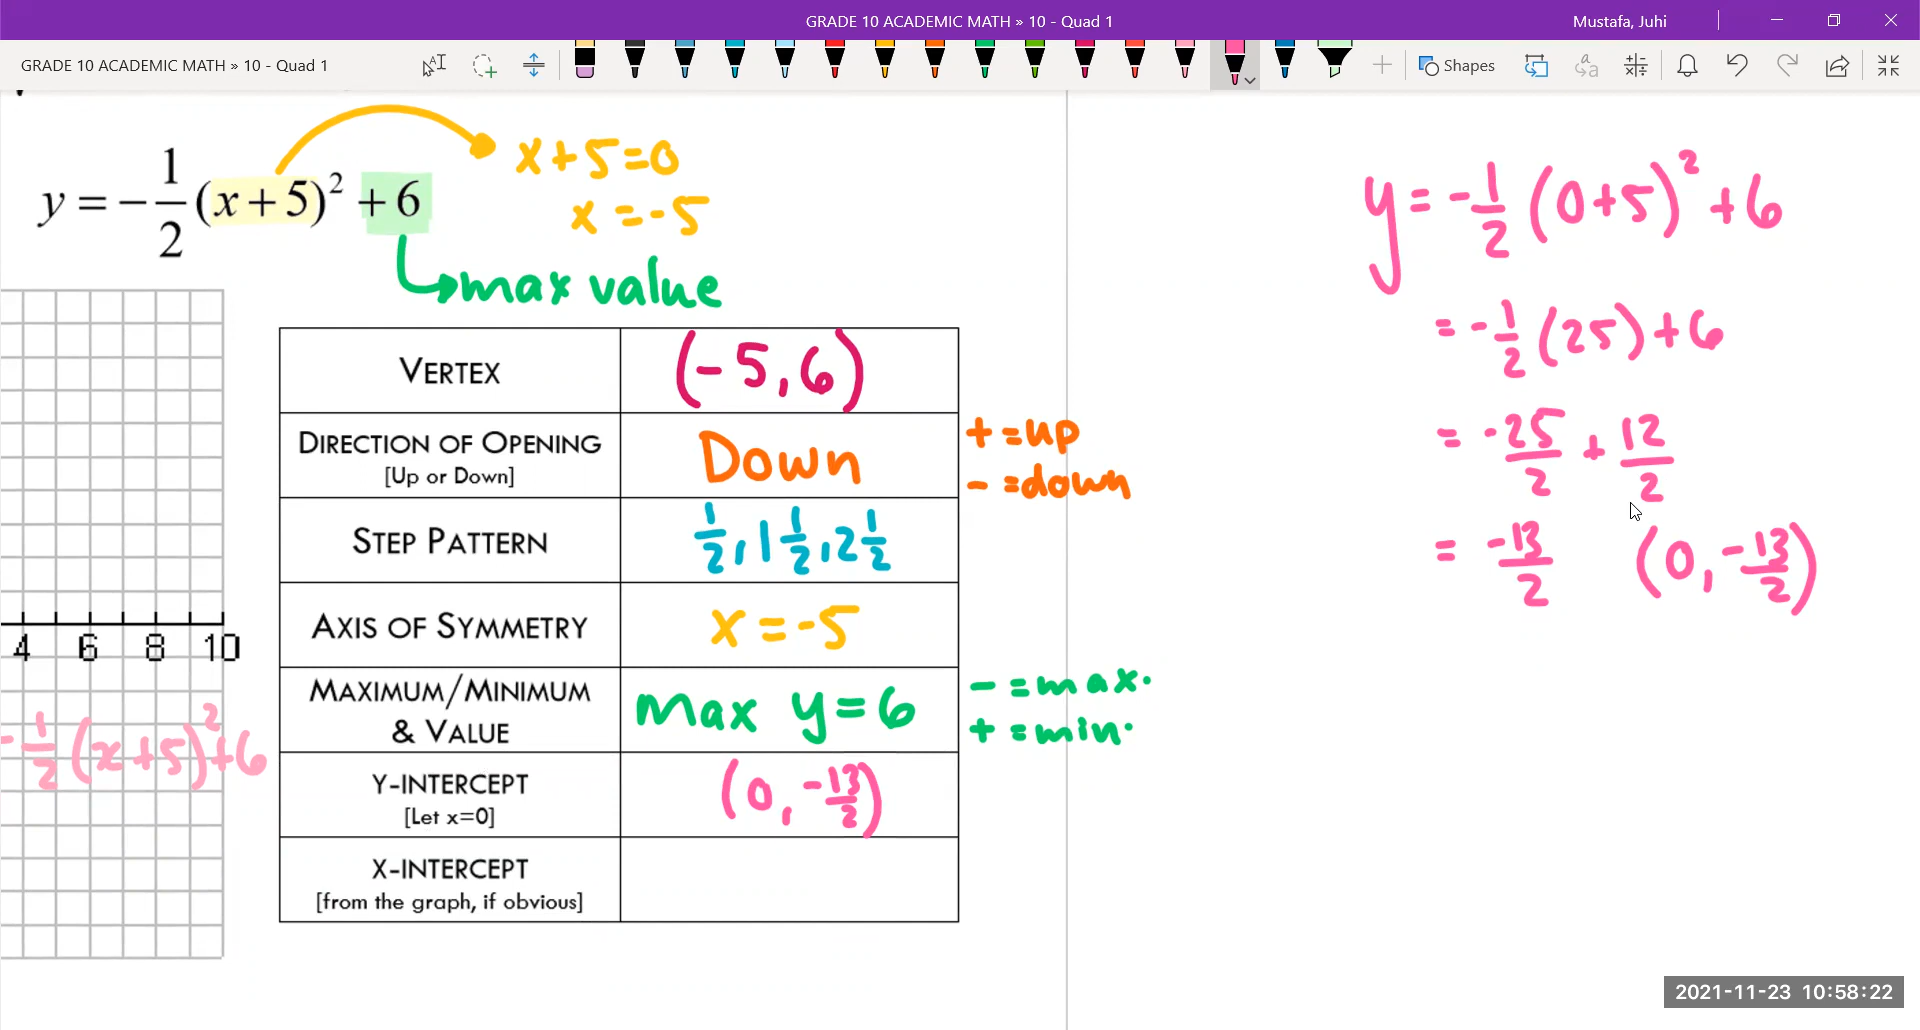 GRADE 10 ACADEMIC MATH » 10 - Quad 1
Mustafa, Juhi
GRADE 10 ACADEMIC MATH » 10 - Quad 1
Shapes
y = -1/2 (x + 5)² + 6
x+5=0
x = -5
max value
VERTEX
(-5, 6)
DIRECTION OF OPENING
[Up or Down]
Down
+ = up
- = down
STEP PATTERN
1/2, 1 1/2, 2 1/2
AXIS OF SYMMETRY
x = -5
MAXIMUM/MINIMUM
& VALUE
max y = 6
- = max.
+ = min.
Y-INTERCEPT
[Let x=0]
(0, -13/2)
X-INTERCEPT
[from the graph, if obvious]
4 6 8 10
-1/2 (x+5)² +6
y = -1/2 (0+5)² + 6
= -1/2 (25) + 6
= -25/2 + 12/2
= -13/2 (0, -13/2)
2021-11-23 10:58:22